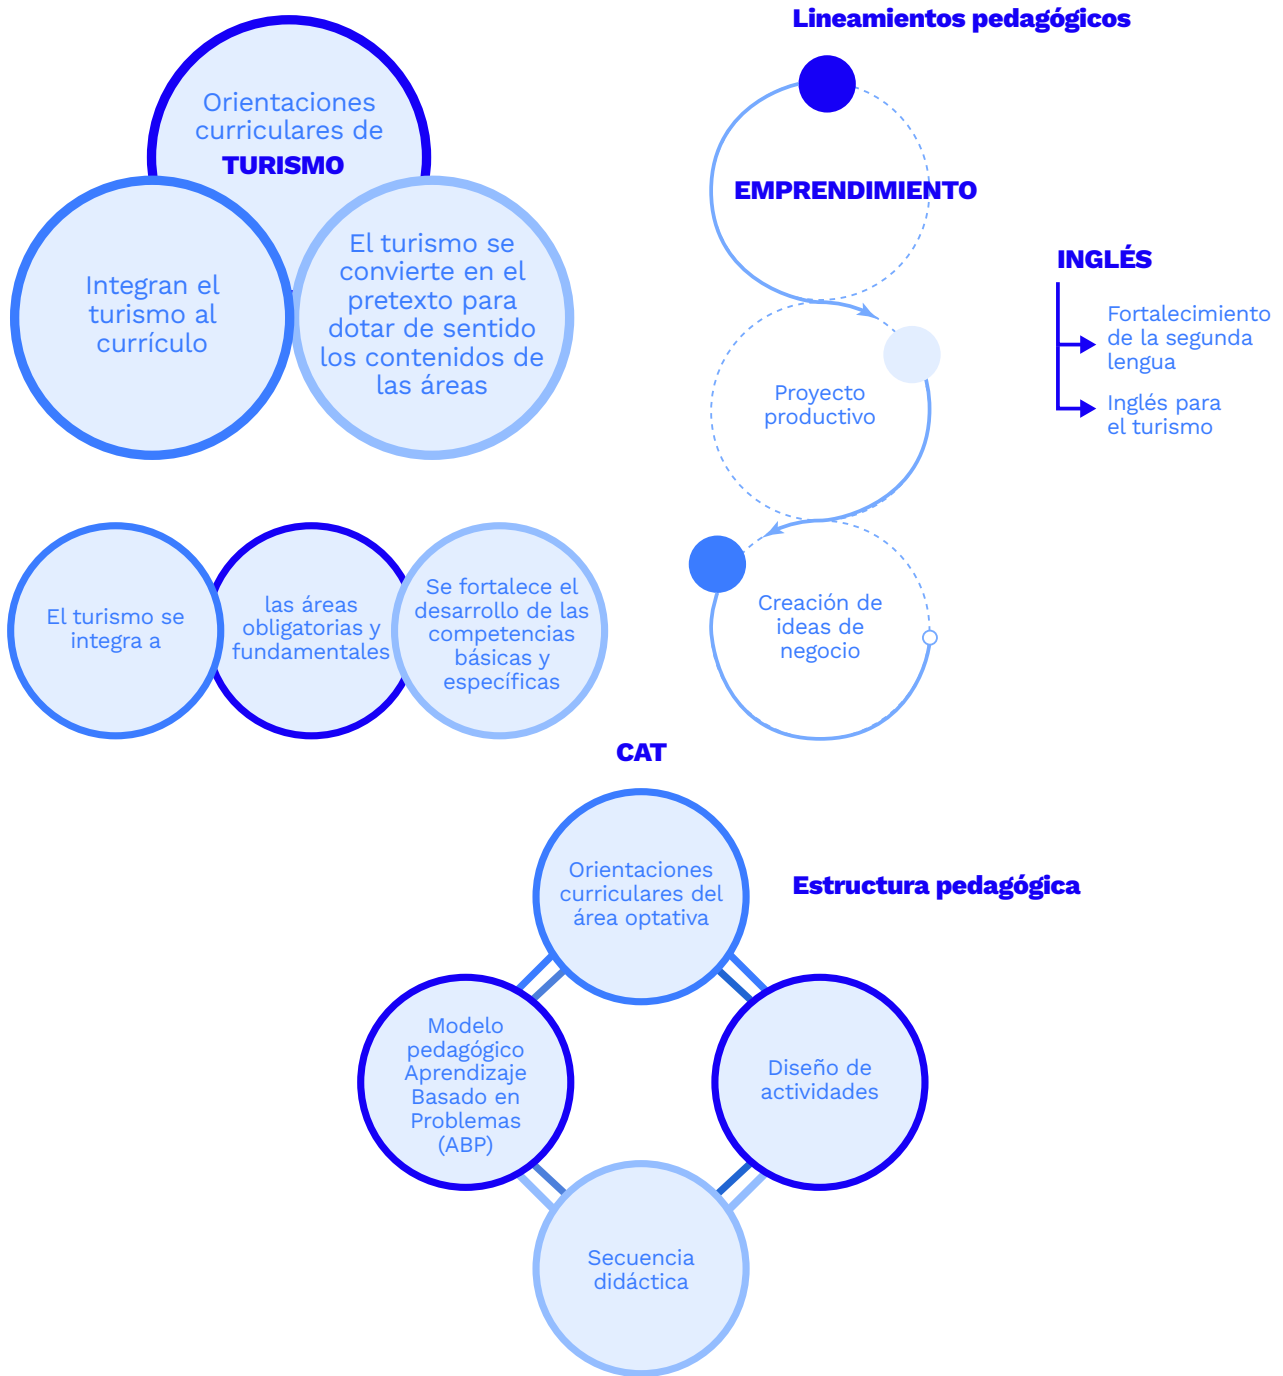 Lineamientos pedagógicos
Orientaciones
curriculares de
TURISMO
Integran el
turismo al
currículo
El turismo se
convierte en el
pretexto para
dotar de sentido
los contenidos de
las áreas
EMPRENDIMIENTO
Proyecto
productivo
Creación de
ideas de
negocio
INGLÉS
Fortalecimiento
de la segunda
lengua
Inglés para
el turismo
El turismo se
integra a
las áreas
obligatorias y
fundamentales
Se fortalece el
desarrollo de las
competencias
básicas y
específicas
CAT
Estructura pedagógica
Orientaciones
curriculares del
área optativa
Modelo
pedagógico
Aprendizaje
Basado en
Problemas
(ABP)
Diseño de
actividades
Secuencia
didáctica